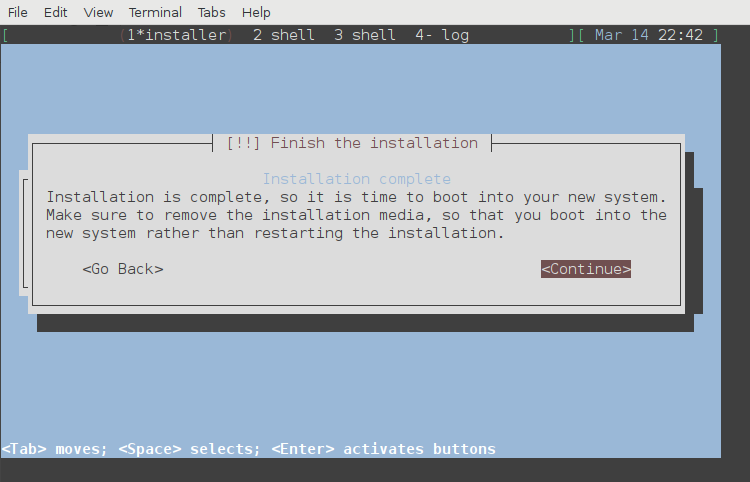 File Edit View Terminal Tabs Help
[ (1*installer) 2 shell 3 shell 4- log ][ Mar 14 22:42 ]
[!!] Finish the installation
Installation complete
Installation is complete, so it is time to boot into your new system.
Make sure to remove the installation media, so that you boot into the
new system rather than restarting the installation.
<Go Back> <Continue>
<Tab> moves; <Space> selects; <Enter> activates buttons